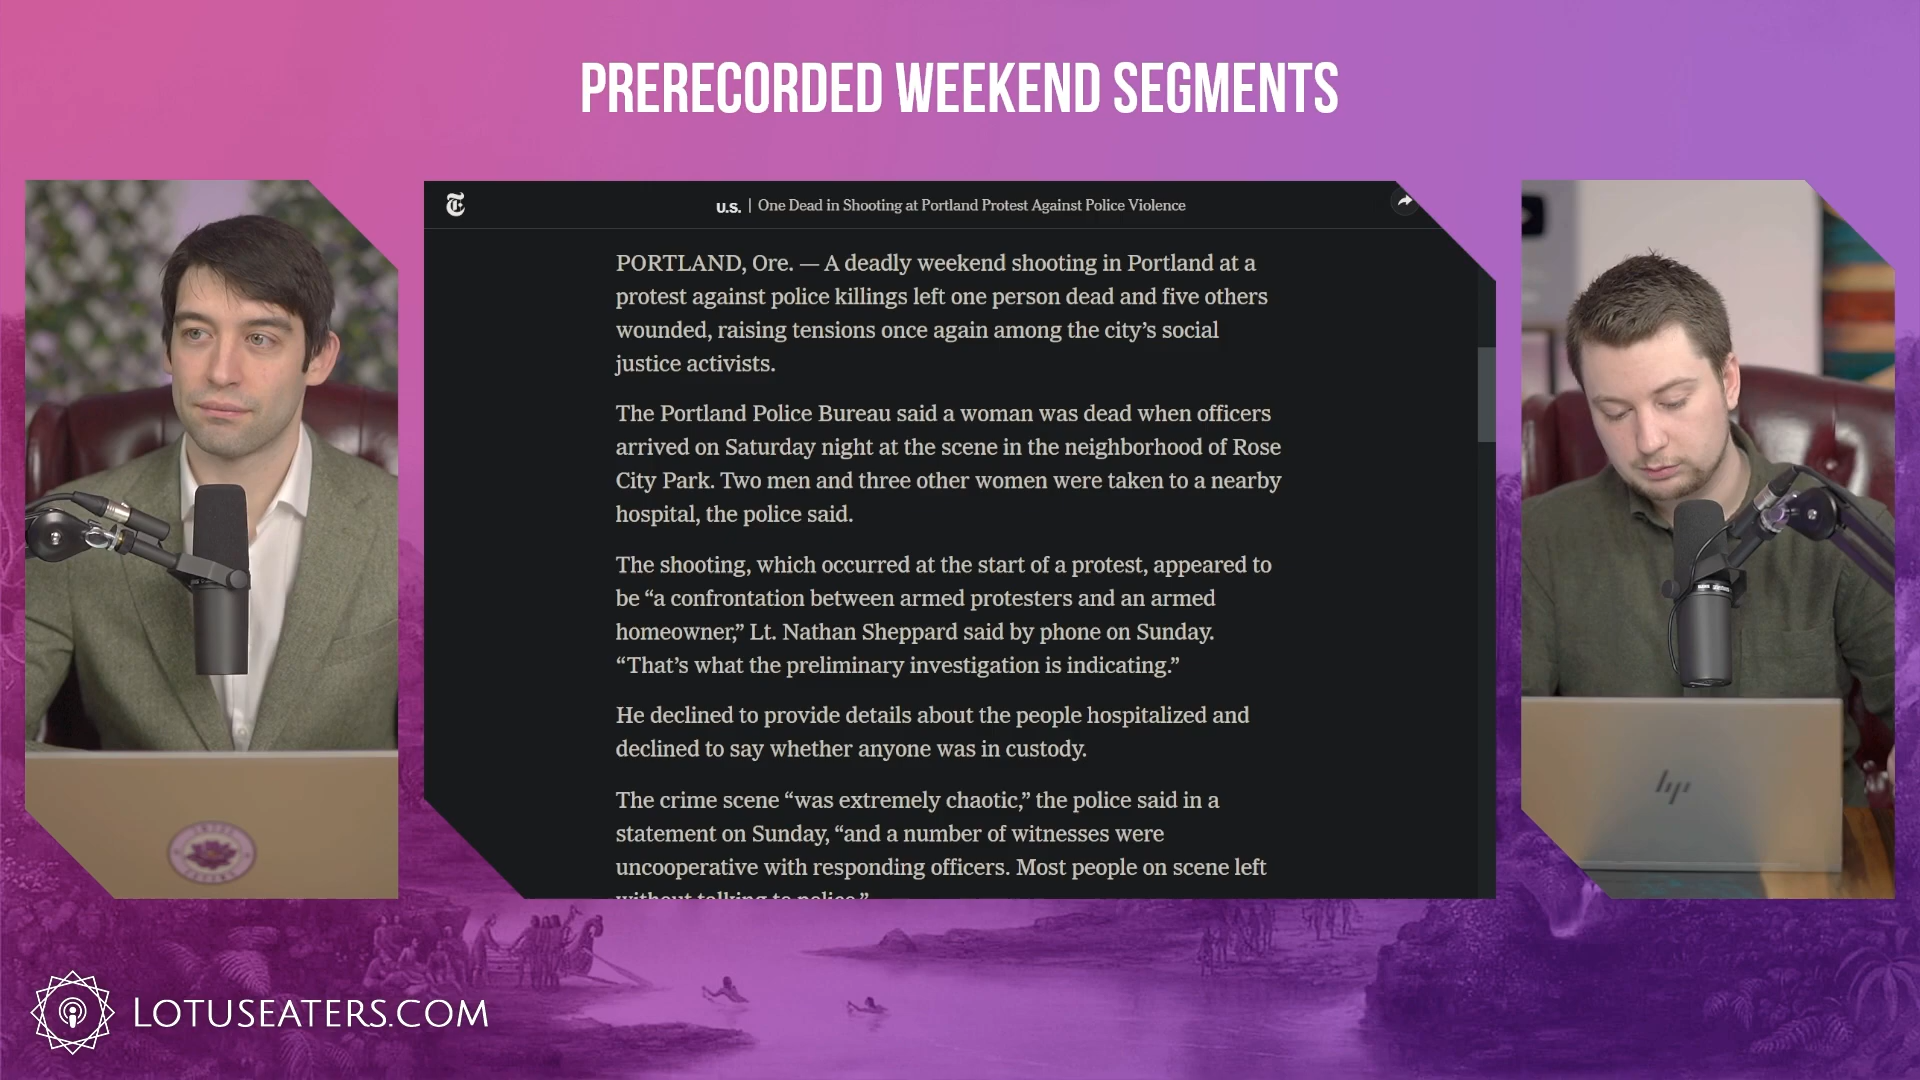 PRERECORDED WEEKEND SEGMENTS
U.S. | One Dead in Shooting at Portland Protest Against Police Violence
PORTLAND, Ore. — A deadly weekend shooting in Portland at a
protest against police killings left one person dead and five others
wounded, raising tensions once again among the city’s social
justice activists.
The Portland Police Bureau said a woman was dead when officers
arrived on Saturday night at the scene in the neighborhood of Rose
City Park. Two men and three other women were taken to a nearby
hospital, the police said.
The shooting, which occurred at the start of a protest, appeared to
be “a confrontation between armed protesters and an armed
homeowner,” Lt. Nathan Sheppard said by phone on Sunday.
“That’s what the preliminary investigation is indicating.”
He declined to provide details about the people hospitalized and
declined to say whether anyone was in custody.
The crime scene “was extremely chaotic,” the police said in a
statement on Sunday, “and a number of witnesses were
uncooperative with responding officers. Most people on scene left
without talking to police.”
hp
LOTUSEATERS.COM